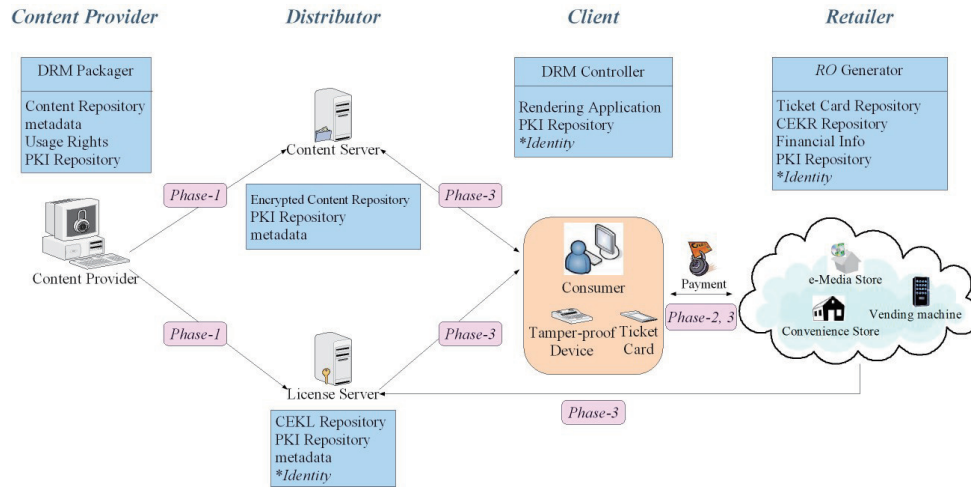 Content Provider
Distributor
Client
Retailer
DRM Packager
Content Repository
metadata
Usage Rights
PKI Repository
Content Server
DRM Controller
Rendering Application
PKI Repository
*Identity
RO Generator
Ticket Card Repository
CEKR Repository
Financial Info
PKI Repository
*Identity
Phase-1
Encrypted Content Repository
PKI Repository
metadata
Phase-3
Content Provider
Consumer
Tamper-proof
Device
Ticket
Card
Payment
Phase-2, 3
e-Media Store
Vending machine
Convenience Store
Phase-1
Phase-3
License Server
CEKL Repository
PKI Repository
metadata
*Identity
Phase-3